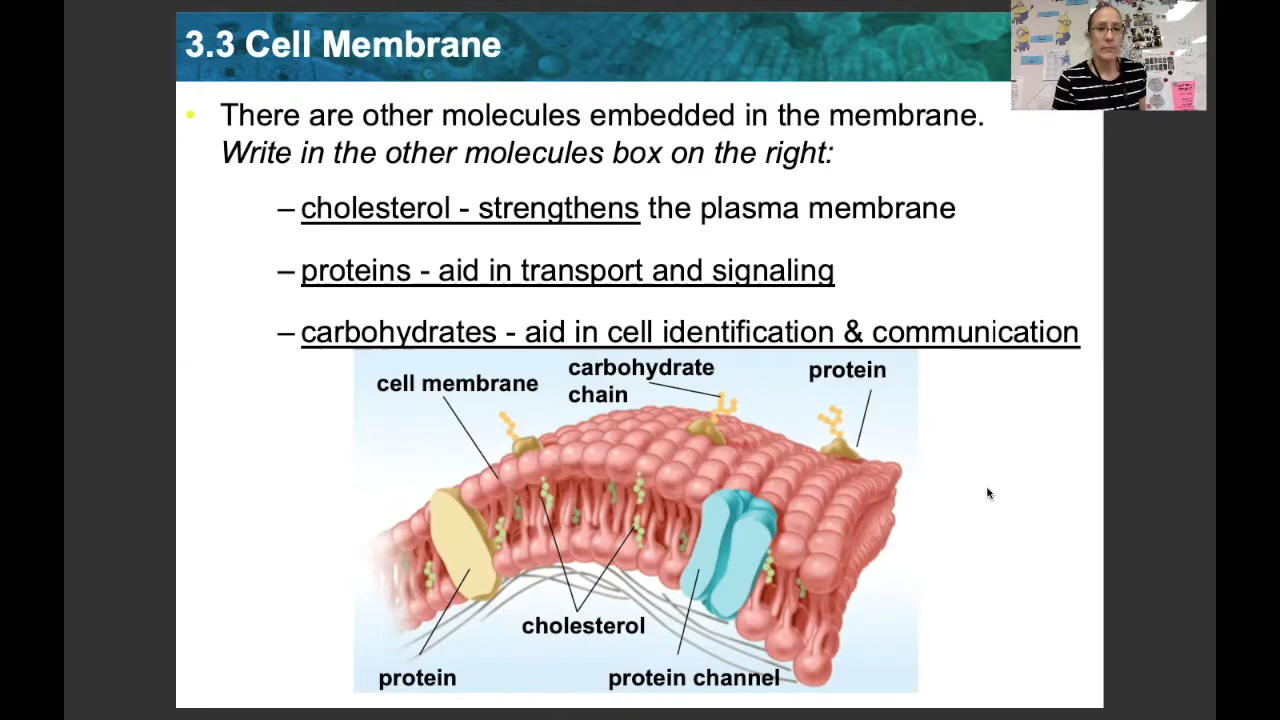 3.3 Cell Membrane
• There are other molecules embedded in the membrane.
Write in the other molecules box on the right:
– cholesterol - strengthens the plasma membrane
– proteins - aid in transport and signaling
– carbohydrates - aid in cell identification & communication
cell membrane
carbohydrate
chain
protein
cholesterol
protein
protein channel